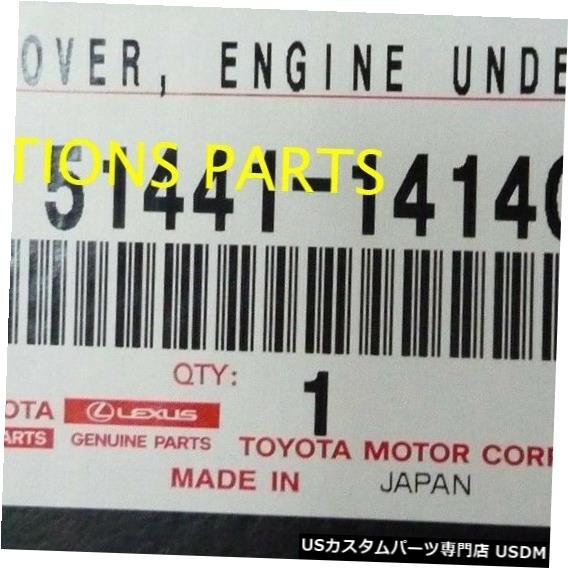 OVER, ENGINE UNDE
TIONS PARTS
51441-1414
QTY: 1
OTA LEXUS
ARTS GENUINE PARTS
TOYOTA MOTOR CORP
MADE IN JAPAN
USカスタムパーツ専門店 USDM